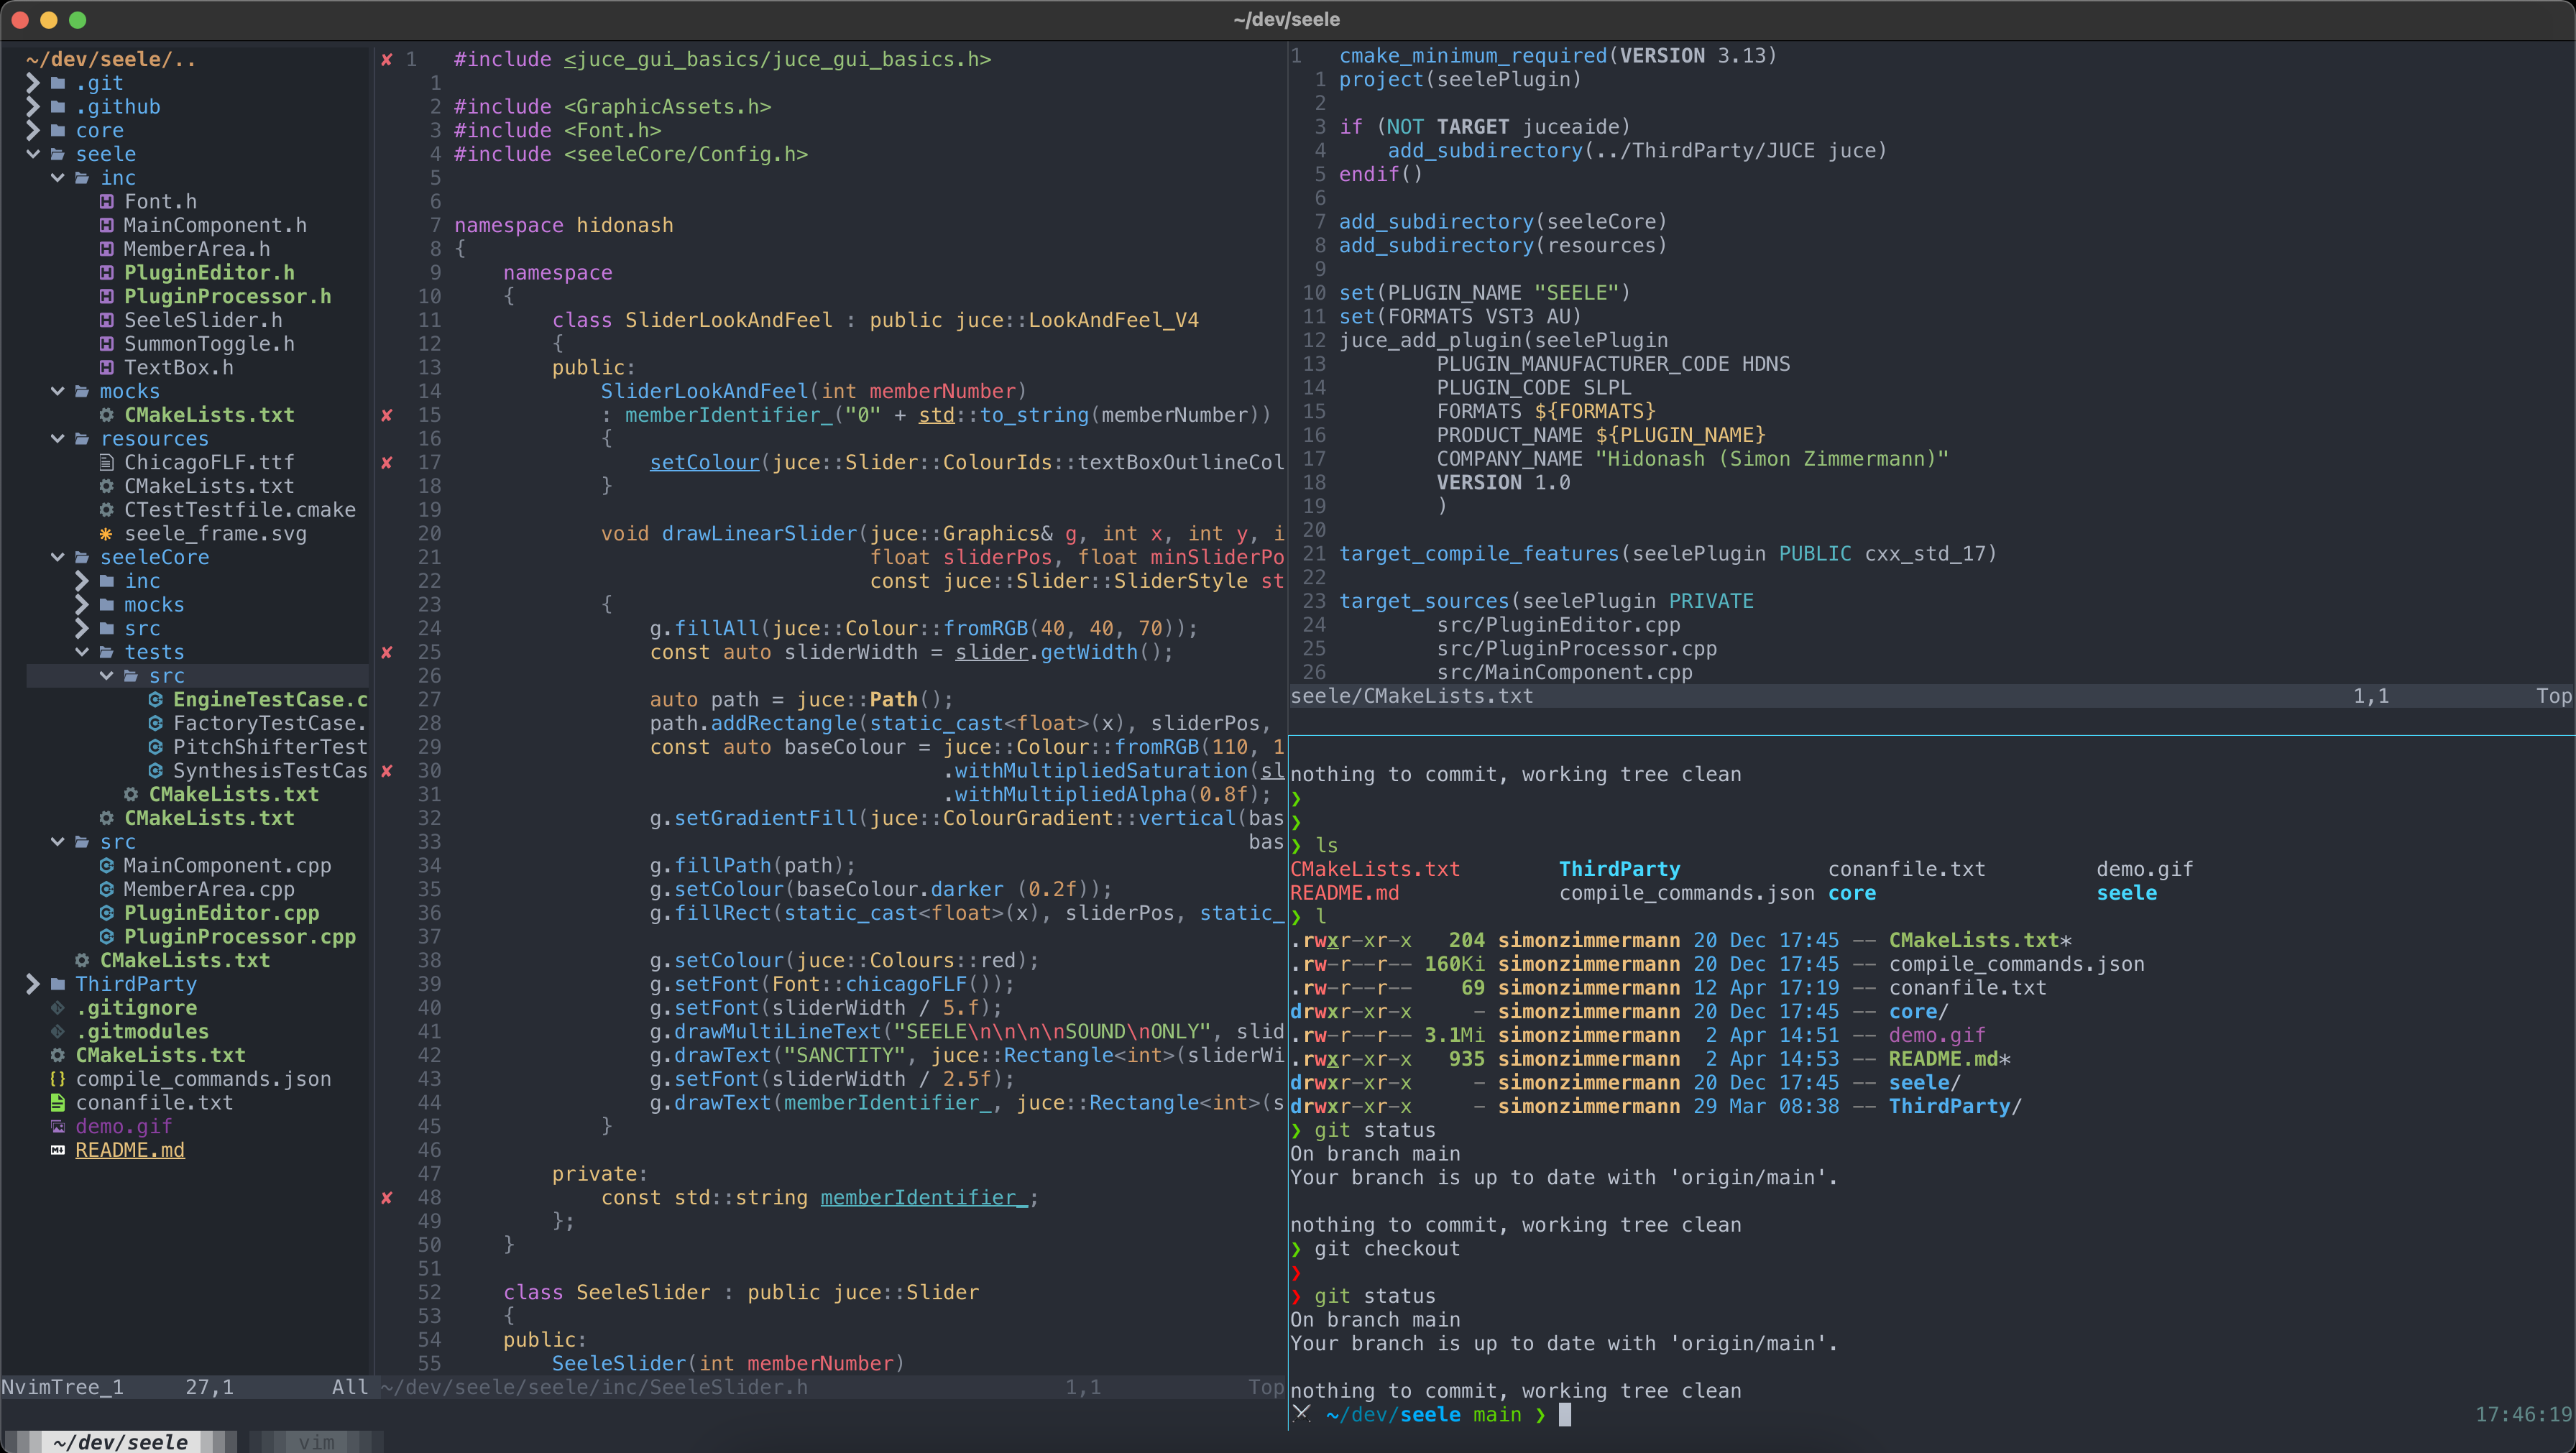 ~/dev/seele
~/dev/seele/..
.git
.github
core
seele
inc
Font.h
MainComponent.h
MemberArea.h
PluginEditor.h
PluginProcessor.h
SeeleSlider.h
SummonToggle.h
TextBox.h
mocks
CMakeLists.txt
resources
ChicagoFLF.ttf
CMakeLists.txt
CTestTestfile.cmake
seele_frame.svg
seeleCore
inc
mocks
src
tests
src
EngineTestCase.c
FactoryTestCase.
PitchShifterTest
SynthesisTestCas
CMakeLists.txt
CMakeLists.txt
src
MainComponent.cpp
MemberArea.cpp
PluginEditor.cpp
PluginProcessor.cpp
CMakeLists.txt
ThirdParty
.gitignore
.gitmodules
CMakeLists.txt
{} compile_commands.json
conanfile.txt
demo.gif
README.md
NvimTree_1 27,1 All
✘ 1 #include <juce_gui_basics/juce_gui_basics.h>
1
2 #include <GraphicAssets.h>
3 #include <Font.h>
4 #include <seeleCore/Config.h>
5
6
7 namespace hidonash
8 {
9     namespace
10     {
11         class SliderLookAndFeel : public juce::LookAndFeel_V4
12         {
13         public:
14             SliderLookAndFeel(int memberNumber)
✘ 15             : memberIdentifier_("0" + std::to_string(memberNumber))
16             {
✘ 17                 setColour(juce::Slider::ColourIds::textBoxOutlineCol
18             }
19
20             void drawLinearSlider(juce::Graphics& g, int x, int y, i
21                                   float sliderPos, float minSliderPo
22                                   const juce::Slider::SliderStyle st
23             {
24                 g.fillAll(juce::Colour::fromRGB(40, 40, 70));
✘ 25                 const auto sliderWidth = slider.getWidth();
26
27                 auto path = juce::Path();
28                 path.addRectangle(static_cast<float>(x), sliderPos,
29                 const auto baseColour = juce::Colour::fromRGB(110, 1
✘ 30                                         .withMultipliedSaturation(sl
31                                         .withMultipliedAlpha(0.8f);
32                 g.setGradientFill(juce::ColourGradient::vertical(bas
33                                                                  bas
34                 g.fillPath(path);
35                 g.setColour(baseColour.darker (0.2f));
36                 g.fillRect(static_cast<float>(x), sliderPos, static_
37
38                 g.setColour(juce::Colours::red);
39                 g.setFont(Font::chicagoFLF());
40                 g.setFont(sliderWidth / 5.f);
41                 g.drawMultiLineText("SEELE\n\n\n\nSOUND\nONLY", slid
42                 g.drawText("SANCTITY", juce::Rectangle<int>(sliderWi
43                 g.setFont(sliderWidth / 2.5f);
44                 g.drawText(memberIdentifier_, juce::Rectangle<int>(s
45             }
46
47         private:
✘ 48             const std::string memberIdentifier_;
49         };
50     }
51
52     class SeeleSlider : public juce::Slider
53     {
54     public:
55         SeeleSlider(int memberNumber)
~/dev/seele/seele/inc/SeeleSlider.h 1,1 Top
1 cmake_minimum_required(VERSION 3.13)
1 project(seelePlugin)
2
3 if (NOT TARGET juceaide)
4     add_subdirectory(../ThirdParty/JUCE juce)
5 endif()
6
7 add_subdirectory(seeleCore)
8 add_subdirectory(resources)
9
10 set(PLUGIN_NAME "SEELE")
11 set(FORMATS VST3 AU)
12 juce_add_plugin(seelePlugin
13         PLUGIN_MANUFACTURER_CODE HDNS
14         PLUGIN_CODE SLPL
15         FORMATS ${FORMATS}
16         PRODUCT_NAME ${PLUGIN_NAME}
17         COMPANY_NAME "Hidonash (Simon Zimmermann)"
18         VERSION 1.0
19         )
20
21 target_compile_features(seelePlugin PUBLIC cxx_std_17)
22
23 target_sources(seelePlugin PRIVATE
24         src/PluginEditor.cpp
25         src/PluginProcessor.cpp
26         src/MainComponent.cpp
seele/CMakeLists.txt 1,1 Top
nothing to commit, working tree clean
❯
❯
❯ ls
CMakeLists.txt ThirdParty conanfile.txt demo.gif
README.md compile_commands.json core seele
❯ l
.rwxr-xr-x 204 simonzimmermann 20 Dec 17:45 -- CMakeLists.txt*
.rw-r--r-- 160Ki simonzimmermann 20 Dec 17:45 -- compile_commands.json
.rw-r--r-- 69 simonzimmermann 12 Apr 17:19 -- conanfile.txt
drwxr-xr-x - simonzimmermann 20 Dec 17:45 -- core/
.rw-r--r-- 3.1Mi simonzimmermann 2 Apr 14:51 -- demo.gif
.rwxr-xr-x 935 simonzimmermann 2 Apr 14:53 -- README.md*
drwxr-xr-x - simonzimmermann 20 Dec 17:45 -- seele/
drwxr-xr-x - simonzimmermann 29 Mar 08:38 -- ThirdParty/
❯ git status
On branch main
Your branch is up to date with 'origin/main'.
nothing to commit, working tree clean
❯ git checkout
❯
❯ git status
On branch main
Your branch is up to date with 'origin/main'.
nothing to commit, working tree clean
~/dev/seele main ❯ 17:46:19
~/dev/seele vim